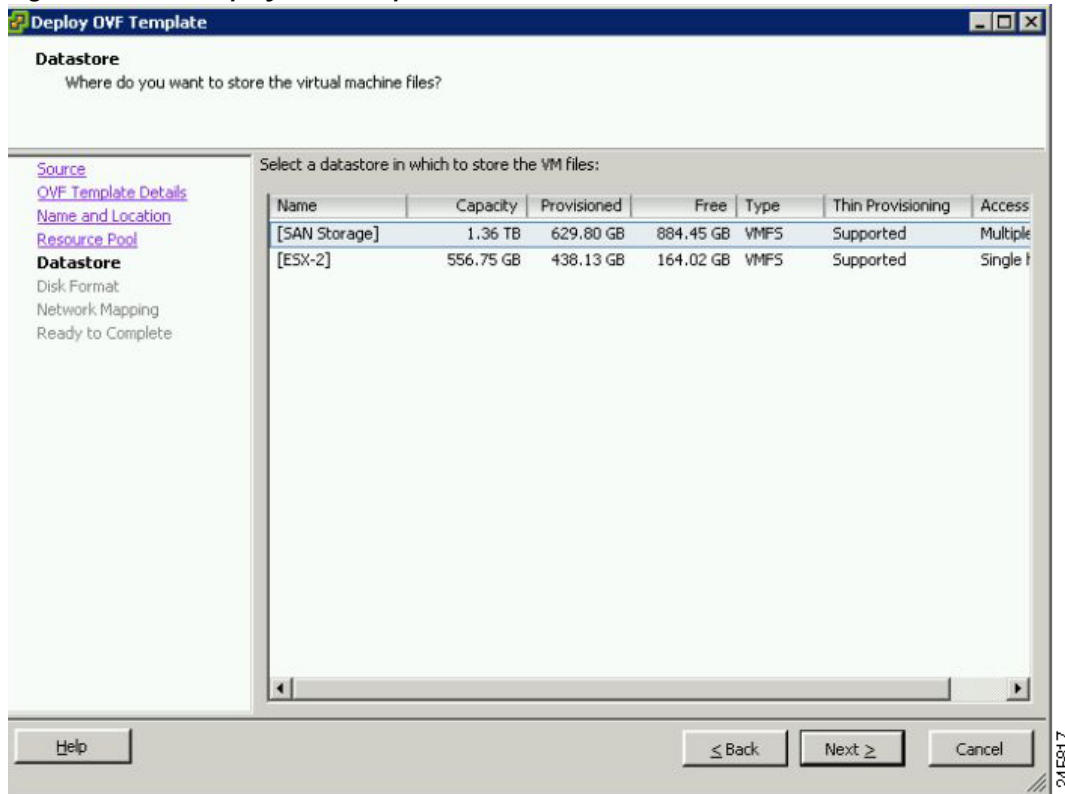 Deploy OVF Template
Datastore
Where do you want to store the virtual machine files?
Source
OVF Template Details
Name and Location
Resource Pool
Datastore
Disk Format
Network Mapping
Ready to Complete
Select a datastore in which to store the VM files:
Name Capacity Provisioned Free Type Thin Provisioning Access
[SAN Storage] 1.36 TB 629.80 GB 884.45 GB VMFS Supported Multiple
[ESX-2] 556.75 GB 438.13 GB 164.02 GB VMFS Supported Single h
Help
≤ Back
Next ≥
Cancel